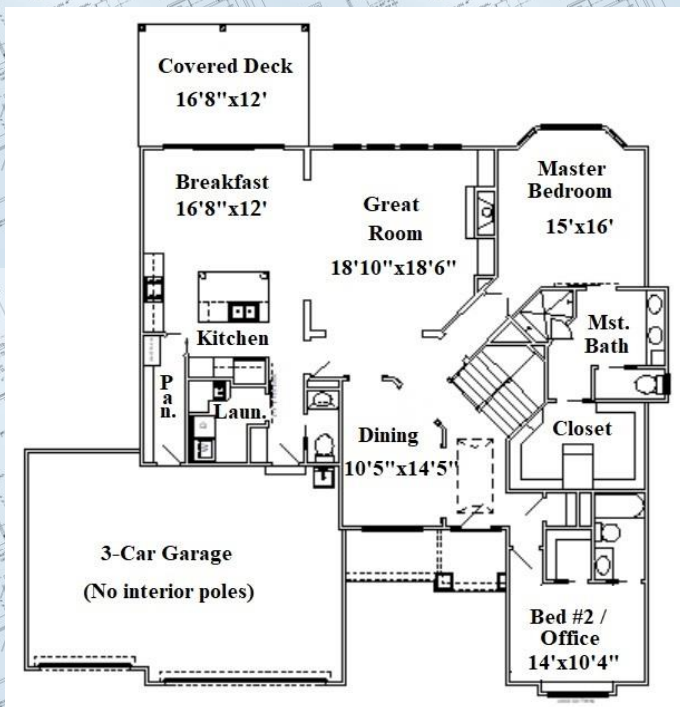 Covered Deck
16'8"x12'
Breakfast
16'8"x12'
Great
Room
18'10"x18'6"
Master
Bedroom
15'x16'
Kitchen
Mst.
Bath
Pan.
Laun.
Dining
10'5"x14'5"
Closet
3-Car Garage
(No interior poles)
Bed #2 /
Office
14'x10'4"